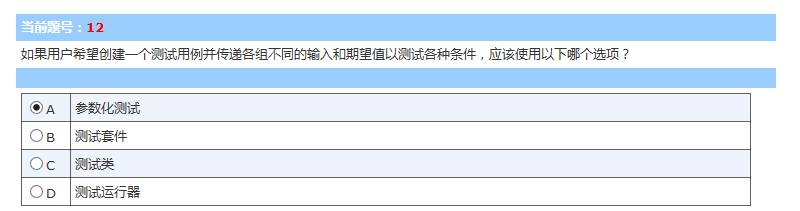 当前题号：12
如果用户希望创建一个测试用例并传递各组不同的输入和期望值以测试各种条件，应该使用以下哪个选项？
A 参数化测试
B 测试套件
C 测试类
D 测试运行器